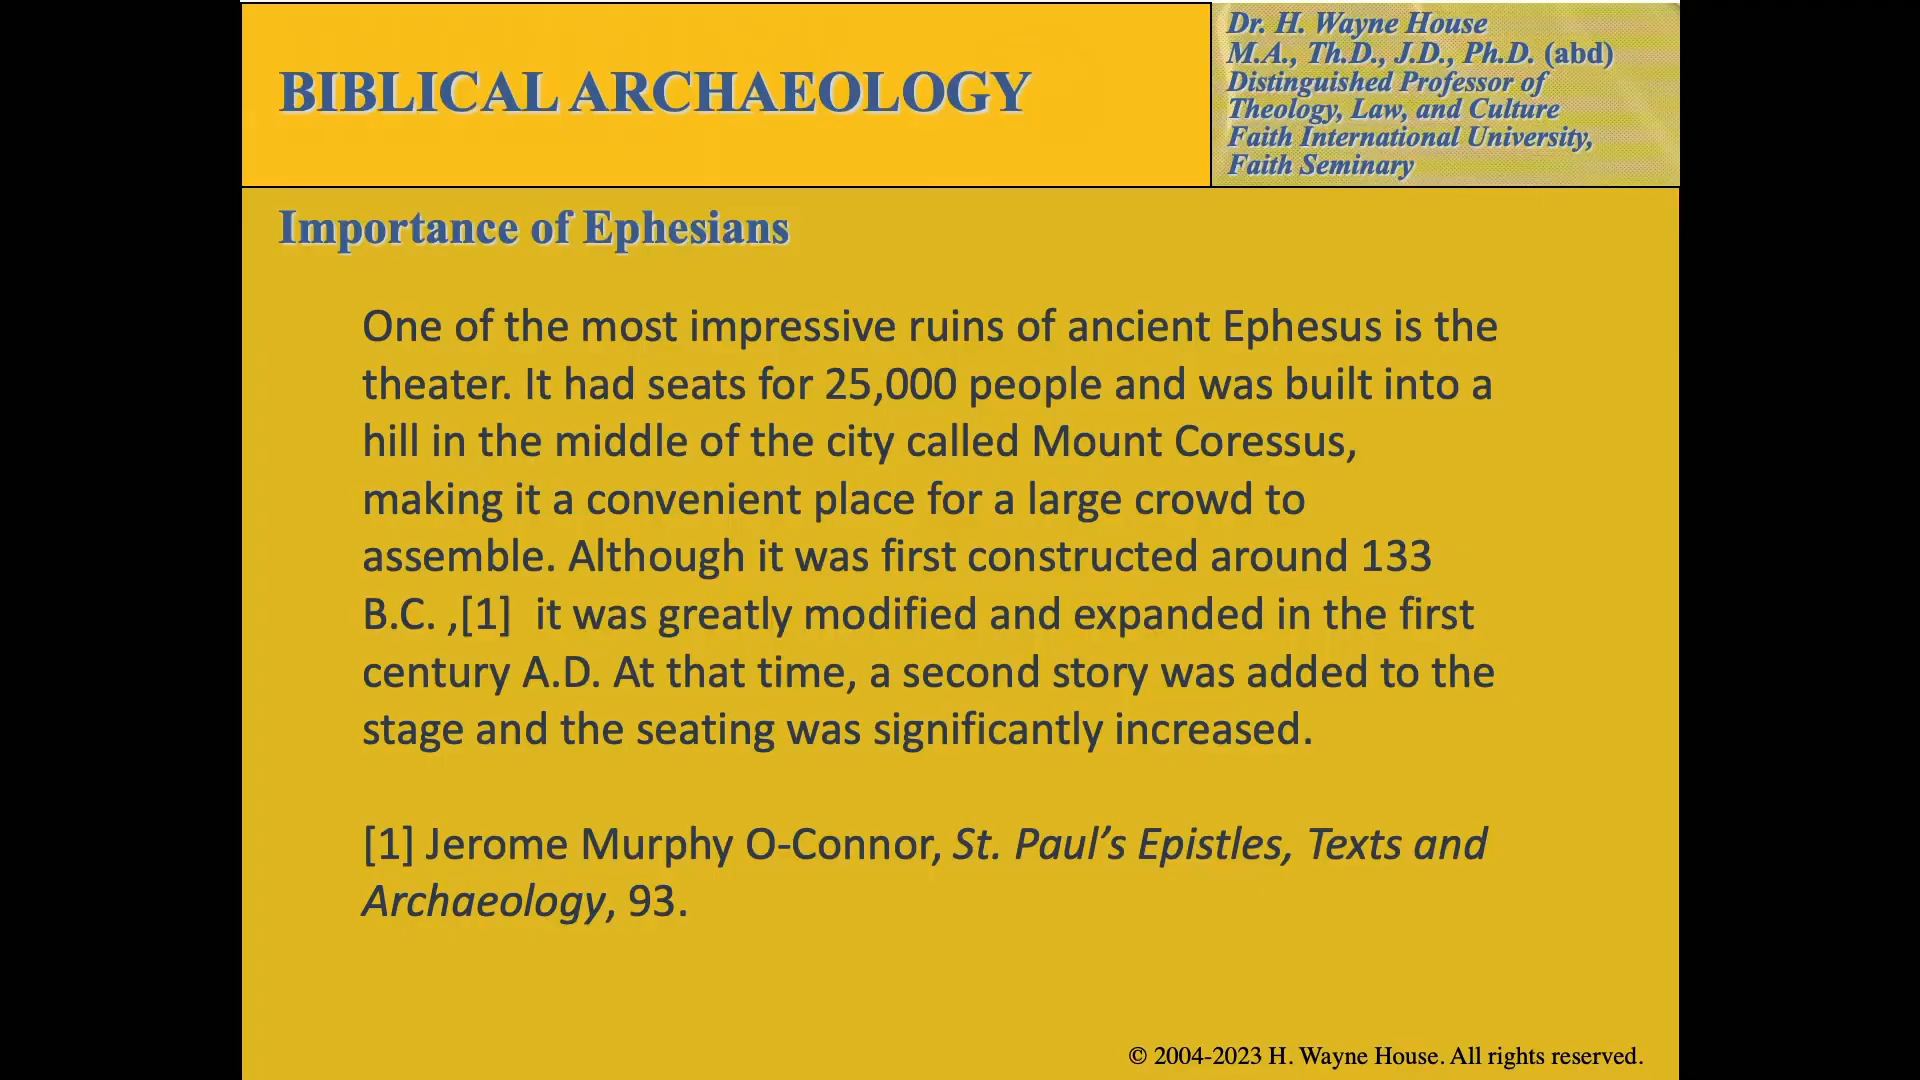 BIBLICAL ARCHAEOLOGY
Dr. H. Wayne House
M.A., Th.D., J.D., Ph.D. (abd)
Distinguished Professor of
Theology, Law, and Culture
Faith International University,
Faith Seminary
Importance of Ephesians
One of the most impressive ruins of ancient Ephesus is the
theater. It had seats for 25,000 people and was built into a
hill in the middle of the city called Mount Coressus,
making it a convenient place for a large crowd to
assemble. Although it was first constructed around 133
B.C. ,[1]  it was greatly modified and expanded in the first
century A.D. At that time, a second story was added to the
stage and the seating was significantly increased.
[1] Jerome Murphy O-Connor, St. Paul’s Epistles, Texts and
Archaeology, 93.
© 2004-2023 H. Wayne House. All rights reserved.